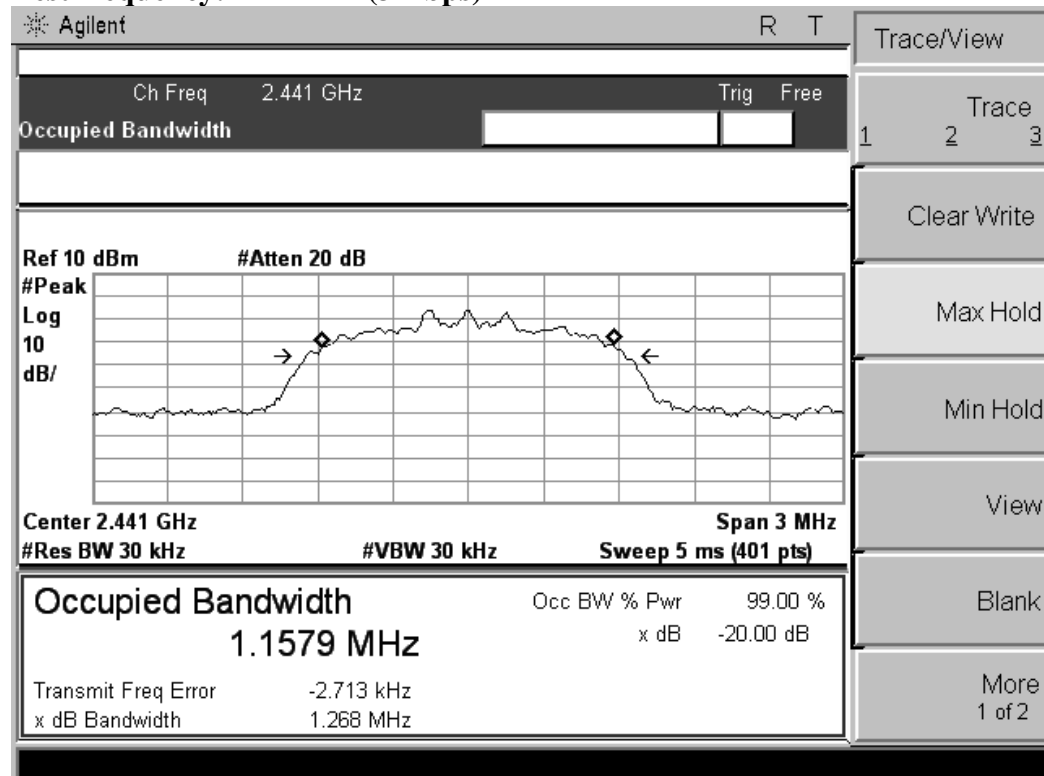 Agilent R T
Trace/View
Ch Freq 2.441 GHz Trig Free
Occupied Bandwidth
Trace
1 2 3
Clear Write
Ref 10 dBm #Atten 20 dB
#Peak
Log
10
dB/
Max Hold
Min Hold
View
Center 2.441 GHz Span 3 MHz
#Res BW 30 kHz #VBW 30 kHz Sweep 5 ms (401 pts)
Occupied Bandwidth
1.1579 MHz
Occ BW % Pwr 99.00 %
x dB -20.00 dB
Transmit Freq Error -2.713 kHz
x dB Bandwidth 1.268 MHz
Blank
More
1 of 2